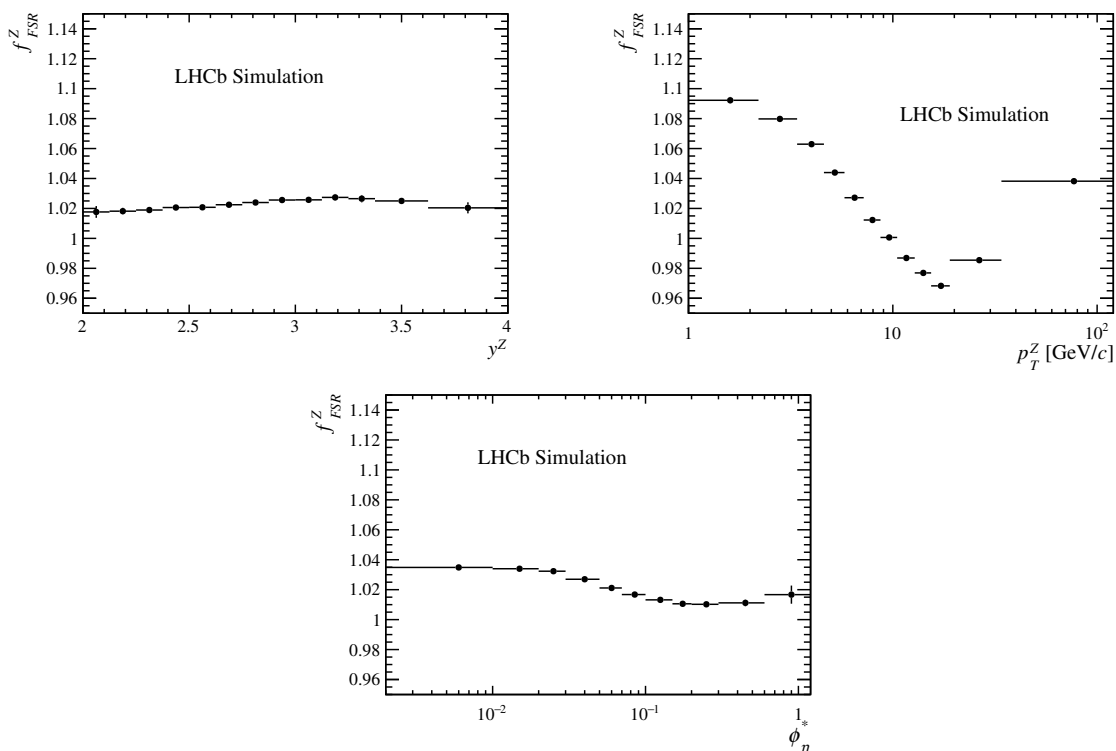 f^Z_FSR
1.14
1.12
1.1
1.08
1.06
1.04
1.02
1
0.98
0.96
LHCb Simulation
2 2.5 3 3.5 4
y^Z
f^Z_FSR
1.14
1.12
1.1
1.08
1.06
1.04
1.02
1
0.98
0.96
LHCb Simulation
1 10 10^2
p^Z_T [GeV/c]
f^Z_FSR
1.14
1.12
1.1
1.08
1.06
1.04
1.02
1
0.98
0.96
LHCb Simulation
10^−2 10^−1 1
ϕ^*_η